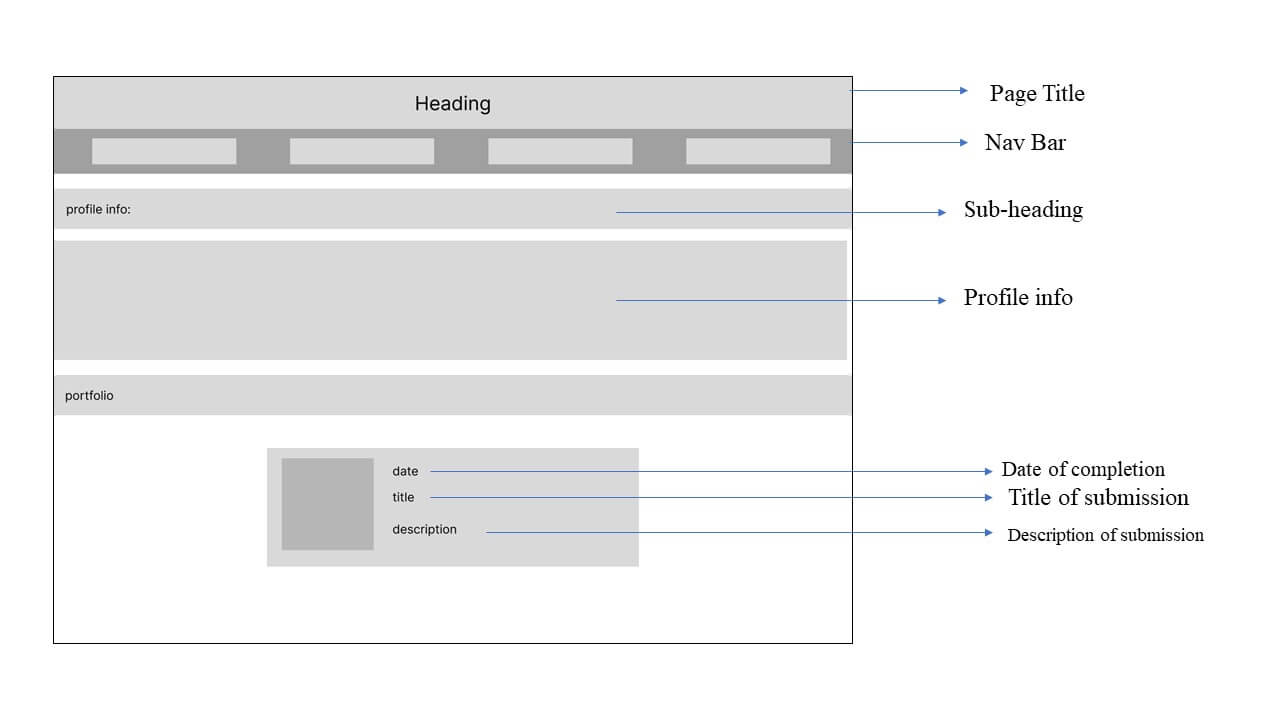 Heading
Page Title
Nav Bar
profile info:
Sub-heading
Profile info
portfolio
date
Date of completion
title
Title of submission
description
Description of submission